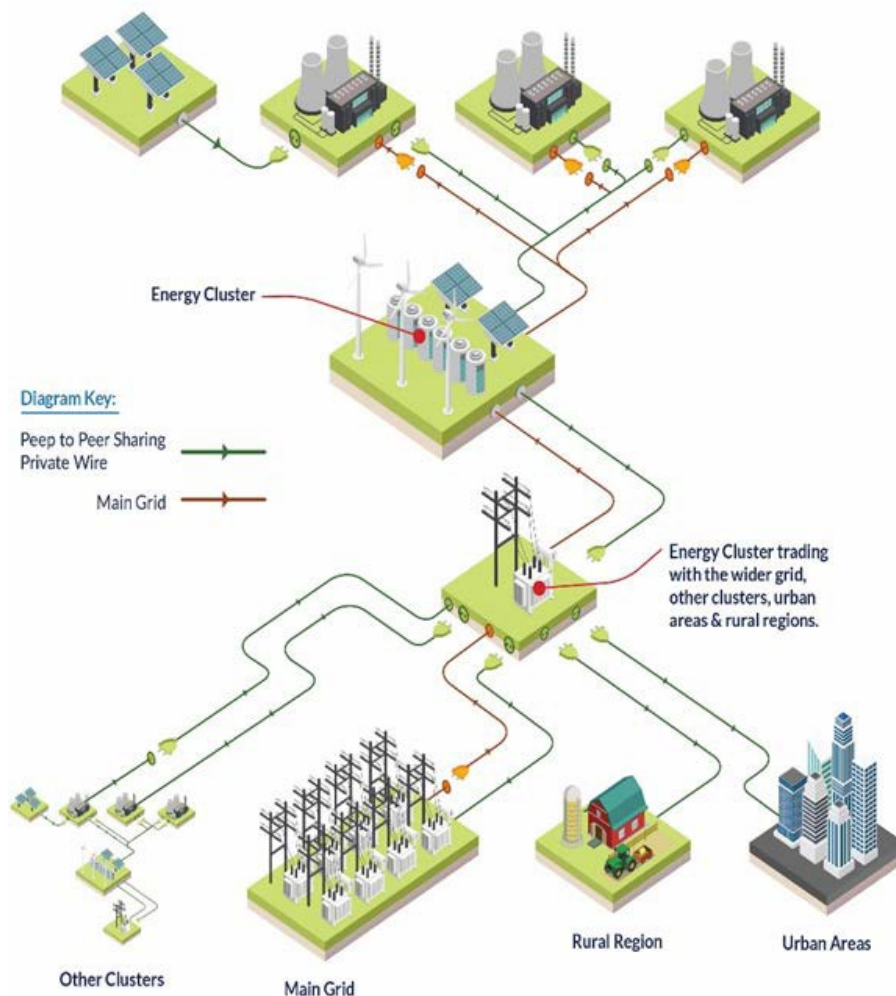 Energy Cluster
Diagram Key:
Peep to Peer Sharing
Private Wire
Main Grid
Energy Cluster trading
with the wider grid,
other clusters, urban
areas & rural regions.
Other Clusters
Main Grid
Rural Region
Urban Areas